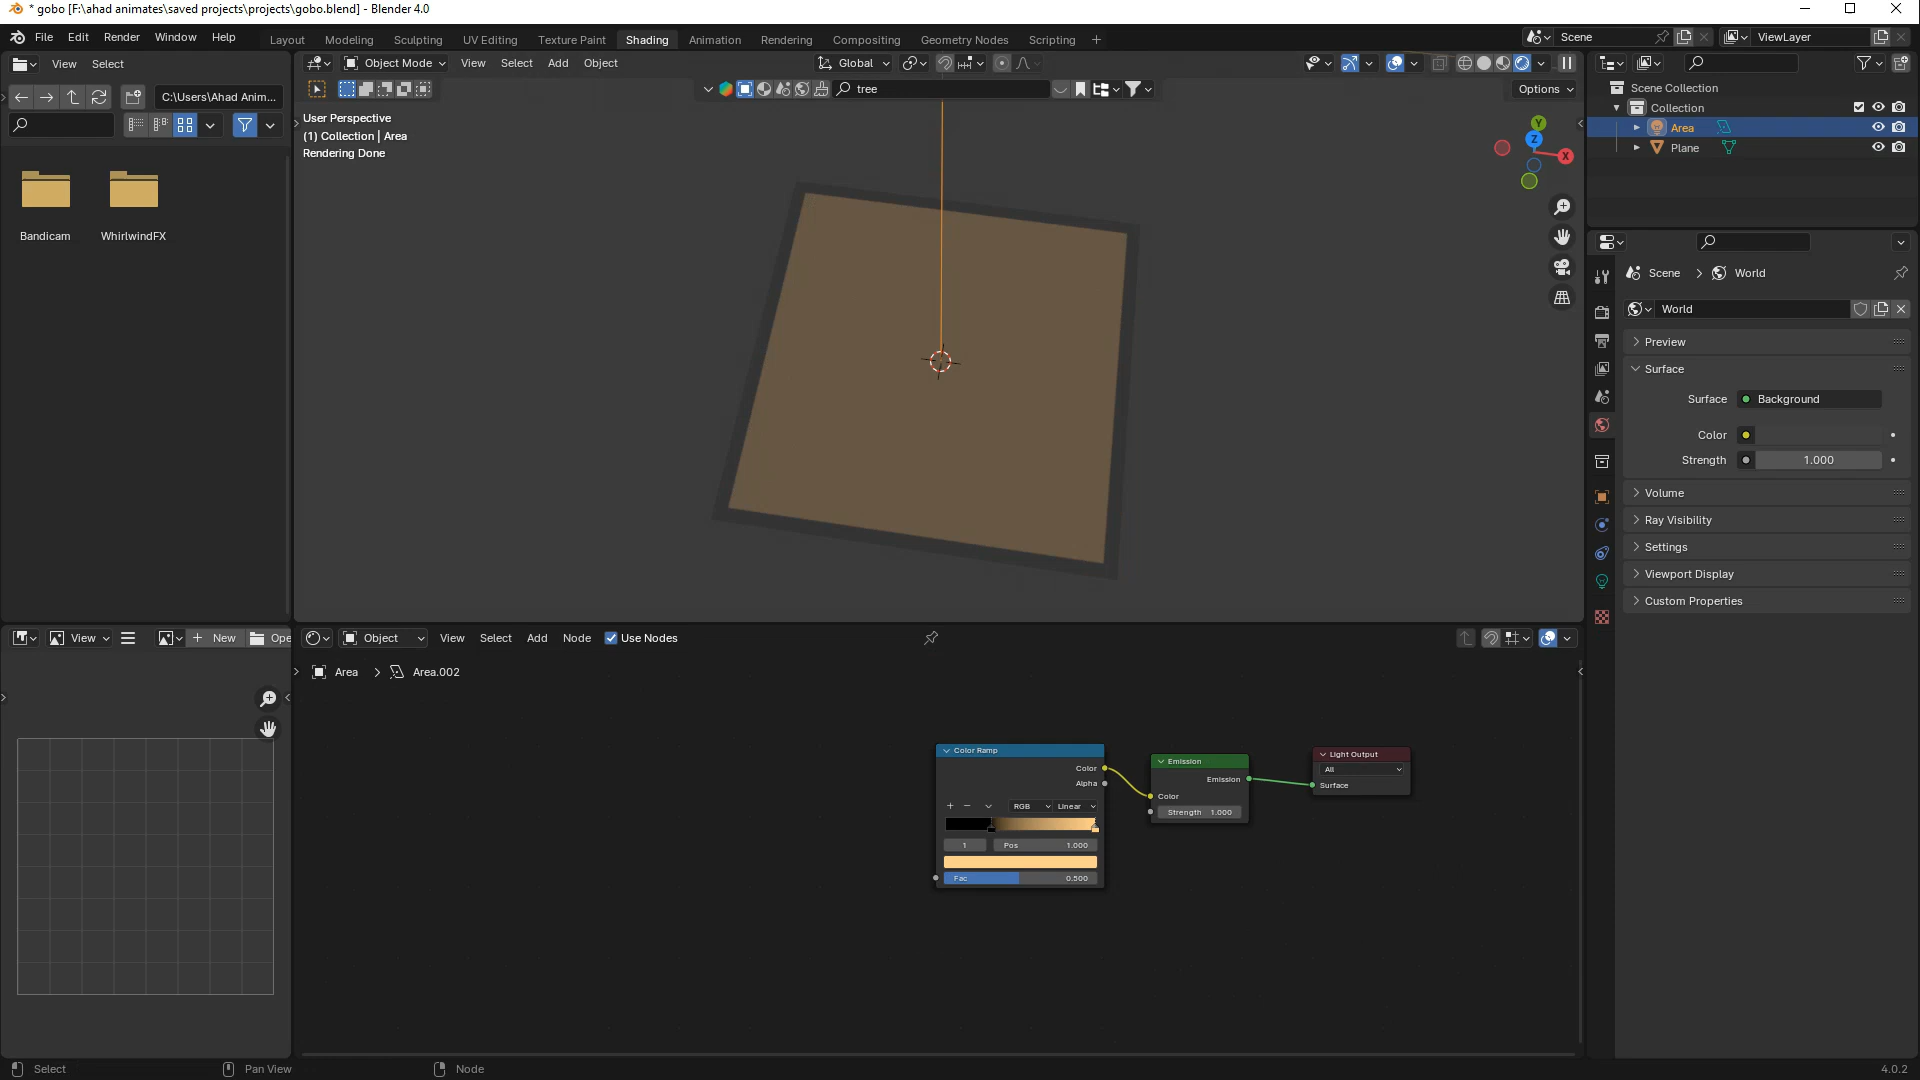 * gobo [F:\ahad animates\saved projects\projects\gobo.blend] - Blender 4.0
File Edit Render Window Help
Layout Modeling Sculpting UV Editing Texture Paint Shading Animation Rendering Compositing Geometry Nodes Scripting +
Scene
ViewLayer
View Select
C:\Users\Ahad Anim...
Bandicam
WhirlwindFX
Object Mode View Select Add Object
Global
tree
Options
User Perspective
(1) Collection | Area
Rendering Done
Y
Z
X
Scene Collection
Collection
Area
Plane
Scene > World
World
Preview
Surface
Surface Background
Color
Strength 1.000
Volume
Ray Visibility
Settings
Viewport Display
Custom Properties
View
New
Ope
Object View Select Add Node Use Nodes
Area > Area.002
Color Ramp
Color
Alpha
RGB Linear
1 Pos 1.000
Fac 0.500
Emission
Emission
Color
Strength 1.000
Light Output
All
Surface
Select
Pan View
Node
4.0.2